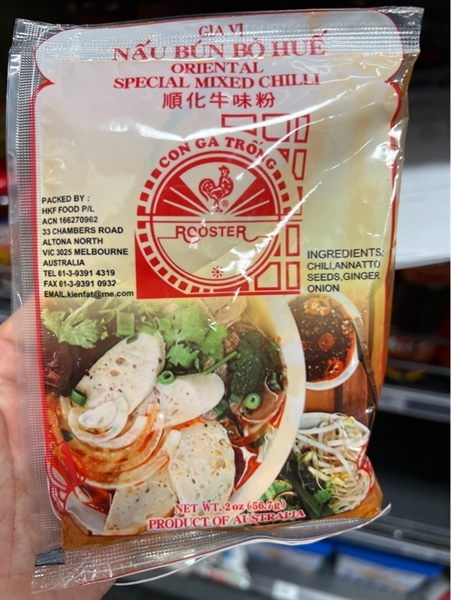 GIA VỊ
NẤU BÚN BÒ HUẾ
ORIENTAL
SPECIAL MIXED CHILLI
順化牛味粉
CON GA TRỐNG
®
ROOSTER
PACKED BY :
HKF FOOD P/L
ACN 166270962
33 CHAMBERS ROAD
ALTONA NORTH
VIC 3025 MELBOURNE
AUSTRALIA
TEL 61-3-9391 4319
FAX 61-3-9391 0932
EMAIL.kienfat@me.com
INGREDIENTS:
CHILI,ANNATTO
SEEDS,GINGER
ONION
NET WT. 2 oz (56.7g)
PRODUCT OF AUSTRALIA